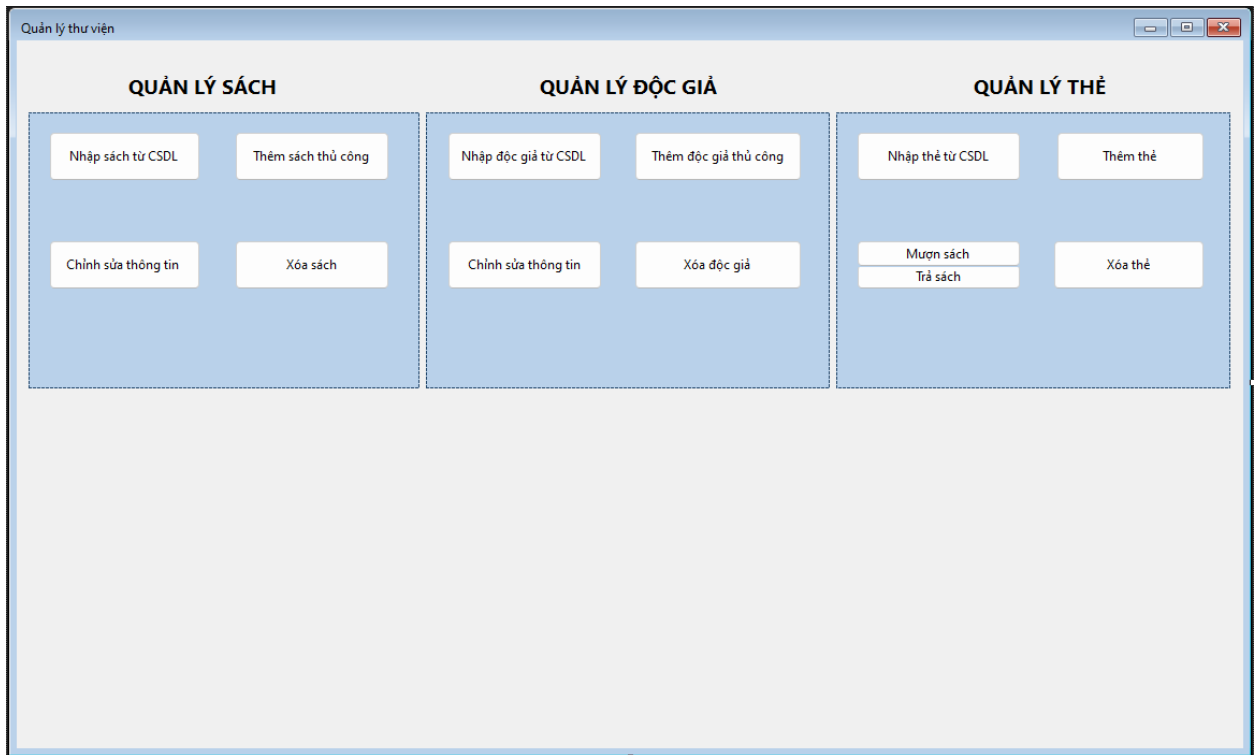 Quản lý thư viện
QUẢN LÝ SÁCH
QUẢN LÝ ĐỘC GIẢ
QUẢN LÝ THẺ
Nhập sách từ CSDL
Thêm sách thủ công
Nhập độc giả từ CSDL
Thêm độc giả thủ công
Nhập thẻ từ CSDL
Thêm thẻ
Chỉnh sửa thông tin
Xóa sách
Chỉnh sửa thông tin
Xóa độc giả
Mượn sách
Trả sách
Xóa thẻ